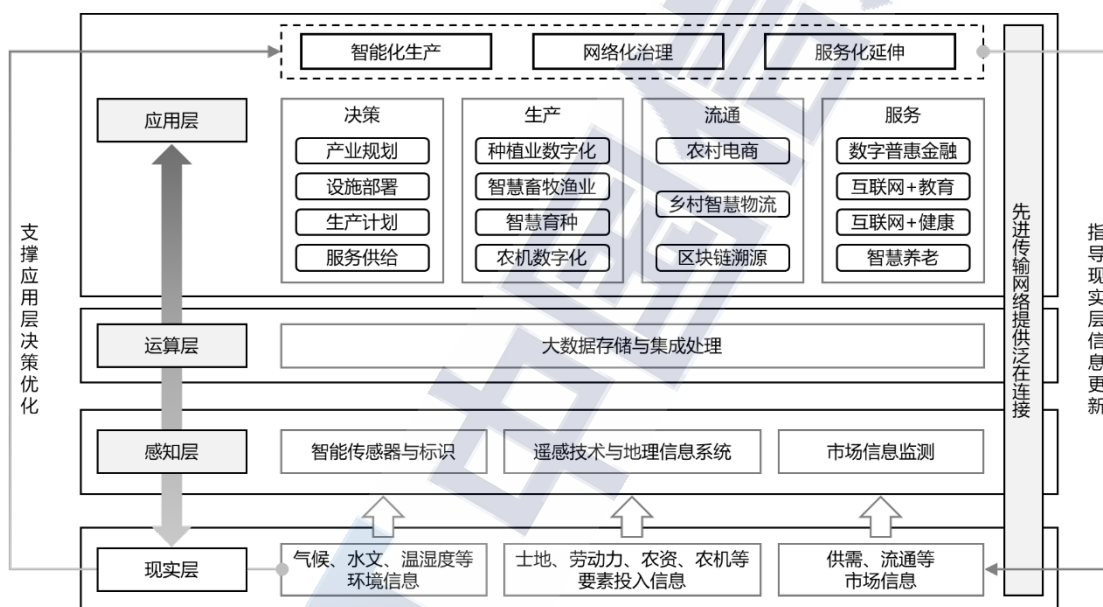 智能化生产
网络化治理
服务化延伸
应用层
决策
产业规划
设施部署
生产计划
服务供给
生产
种植业数字化
智慧畜牧渔业
智慧育种
农机数字化
流通
农村电商
乡村智慧物流
区块链溯源
服务
数字普惠金融
互联网+教育
互联网+健康
智慧养老
运算层
大数据存储与集成处理
感知层
智能传感器与标识
遥感技术与地理信息系统
市场信息监测
现实层
气候、水文、温湿度等
环境信息
土地、劳动力、农资、农机等
要素投入信息
供需、流通等
市场信息
支撑应用层决策优化
先进传输网络提供泛在连接
指导现实层信息更新
中国信